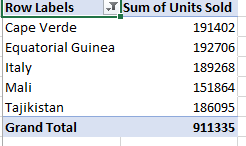 Row Labels Sum of Units Sold
Cape Verde 191402
Equatorial Guinea 192706
Italy 189268
Mali 151864
Tajikistan 186095
Grand Total 911335